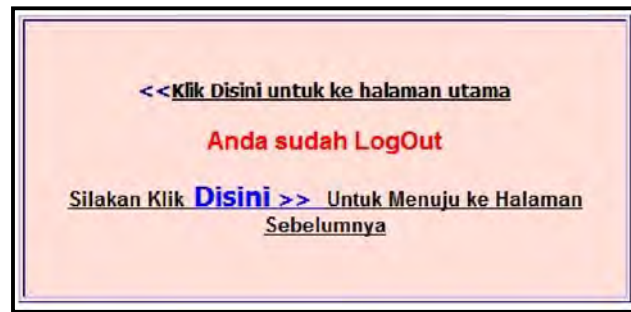 <<Klik Disini untuk ke halaman utama
Anda sudah LogOut
Silakan Klik Disini >> Untuk Menuju ke Halaman
Sebelumnya